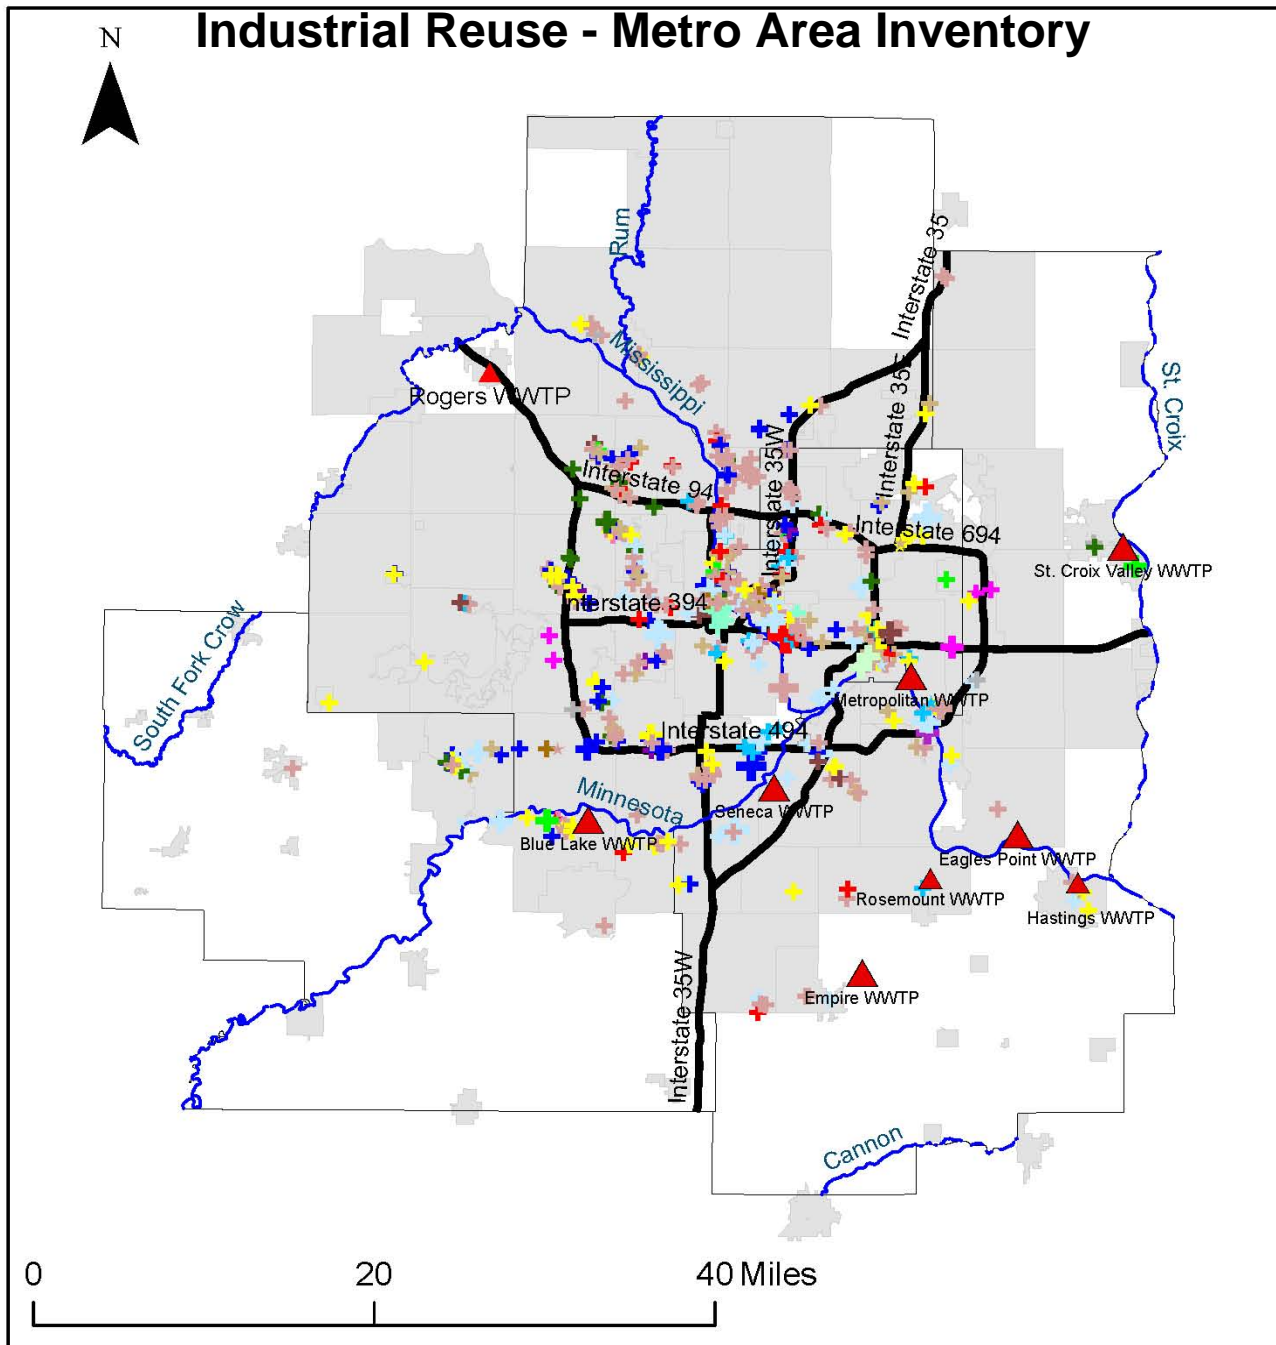 Industrial Reuse - Metro Area Inventory
N
Rum
Interstate 35
Mississippi
St. Croix
Interstate 35E
Rogers WWTP
Interstate 35W
Interstate 94
Interstate 694
St. Croix Valley WWTP
Interstate 394
South Fork Crow
Metropolitan WWTP
Interstate 494
Minnesota
Seneca WWTP
Blue Lake WWTP
Eagles Point WWTP
Rosemount WWTP
Hastings WWTP
Empire WWTP
Interstate 35W
Cannon
0 20 40 Miles